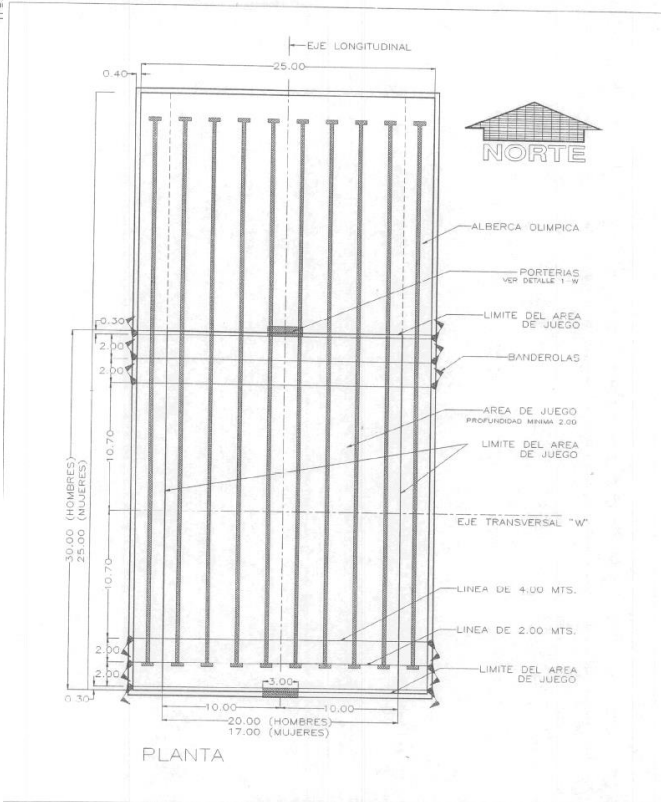 EJE LONGITUDINAL
25.00
0.40
NORTE
ALBERCA OLIMPICA
PORTERIAS
VER DETALLE 1-W
0.30
LIMITE DEL AREA
DE JUEGO
2.00
BANDEROLAS
2.00
AREA DE JUEGO
PROFUNDIDAD MINIMA 2.00
10.70
LIMITE DEL AREA
DE JUEGO
30.00 (HOMBRES)
25.00 (MUJERES)
EJE TRANSVERSAL "W"
10.70
LINEA DE 4.00 MTS.
2.00
LINEA DE 2.00 MTS.
2.00
3.00
LIMITE DEL AREA
DE JUEGO
0.30
10.00
10.00
20.00 (HOMBRES)
17.00 (MUJERES)
PLANTA